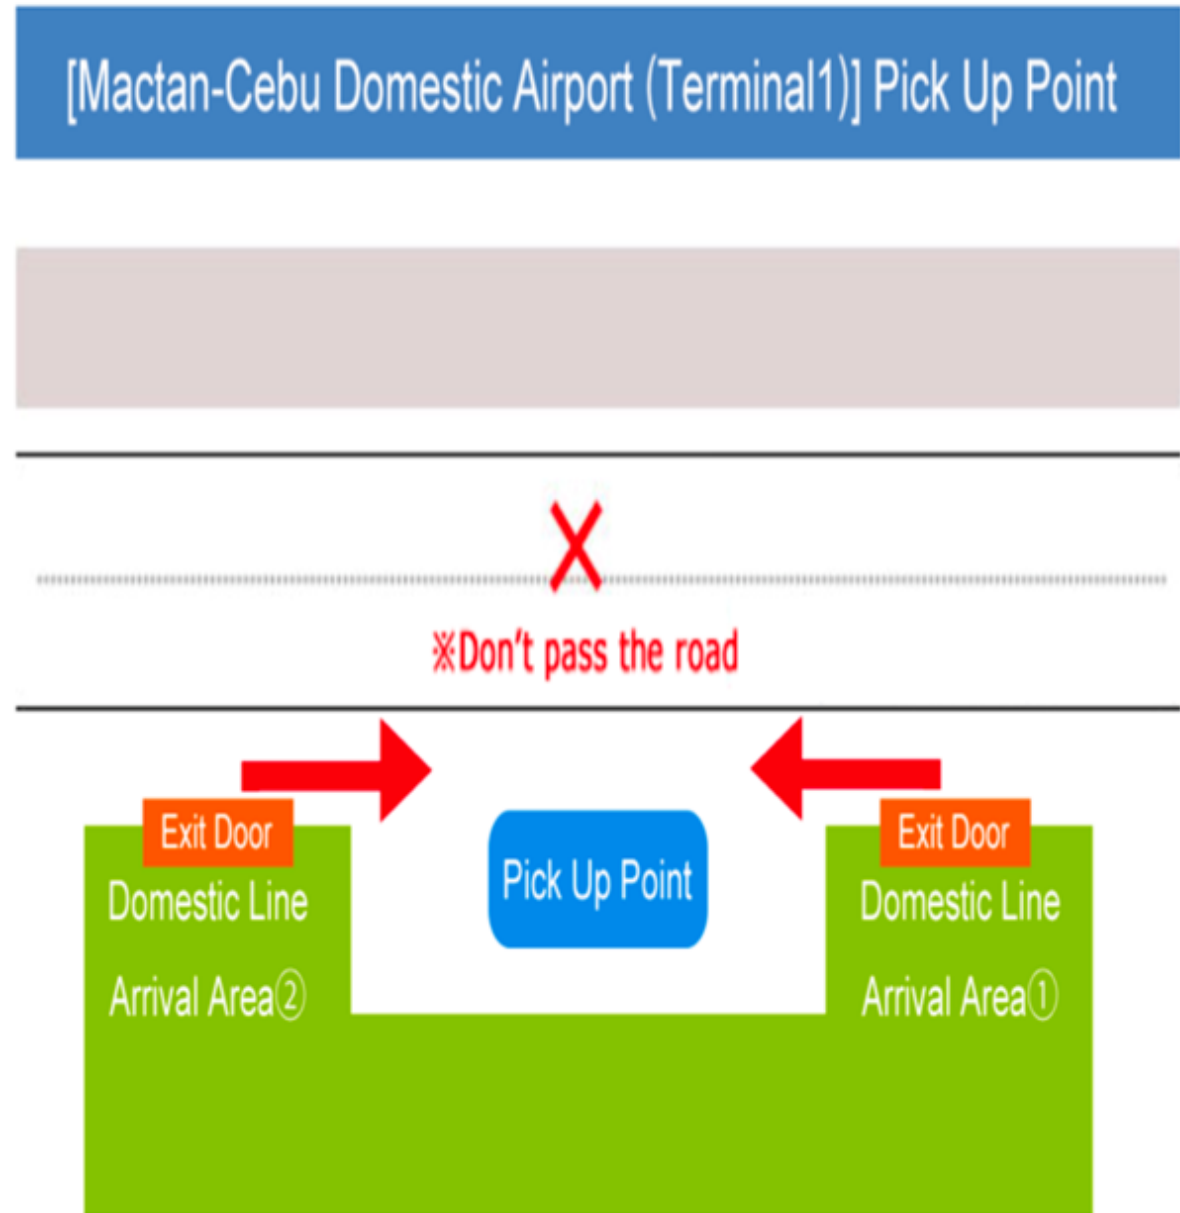 [Mactan-Cebu Domestic Airport (Terminal1)] Pick Up Point
※Don't pass the road
Exit Door
Domestic Line
Arrival Area②
Pick Up Point
Exit Door
Domestic Line
Arrival Area①